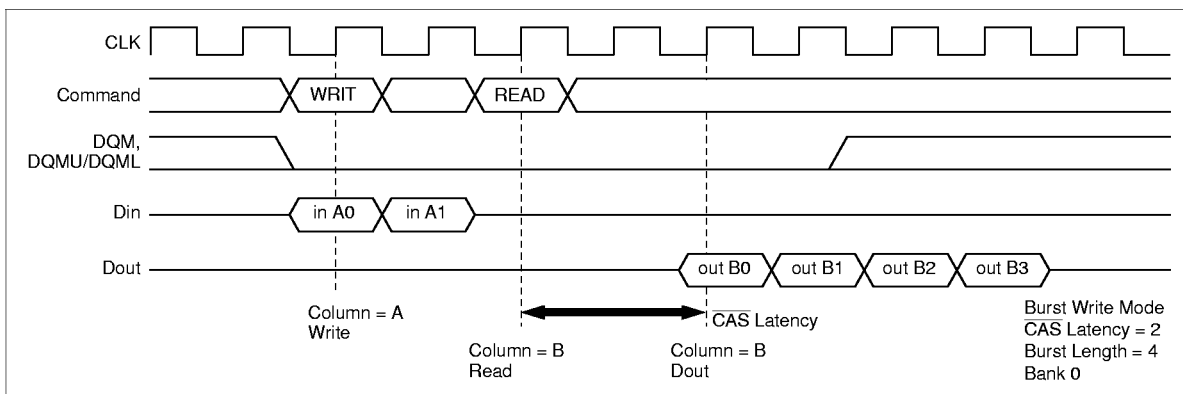 CLK
Command
WRIT
READ
DQM,
DQMU/DQML
Din
in A0
in A1
Dout
out B0
out B1
out B2
out B3
Column = A
Write
CAS Latency
Column = B
Read
Column = B
Dout
Burst Write Mode
CAS Latency = 2
Burst Length = 4
Bank 0